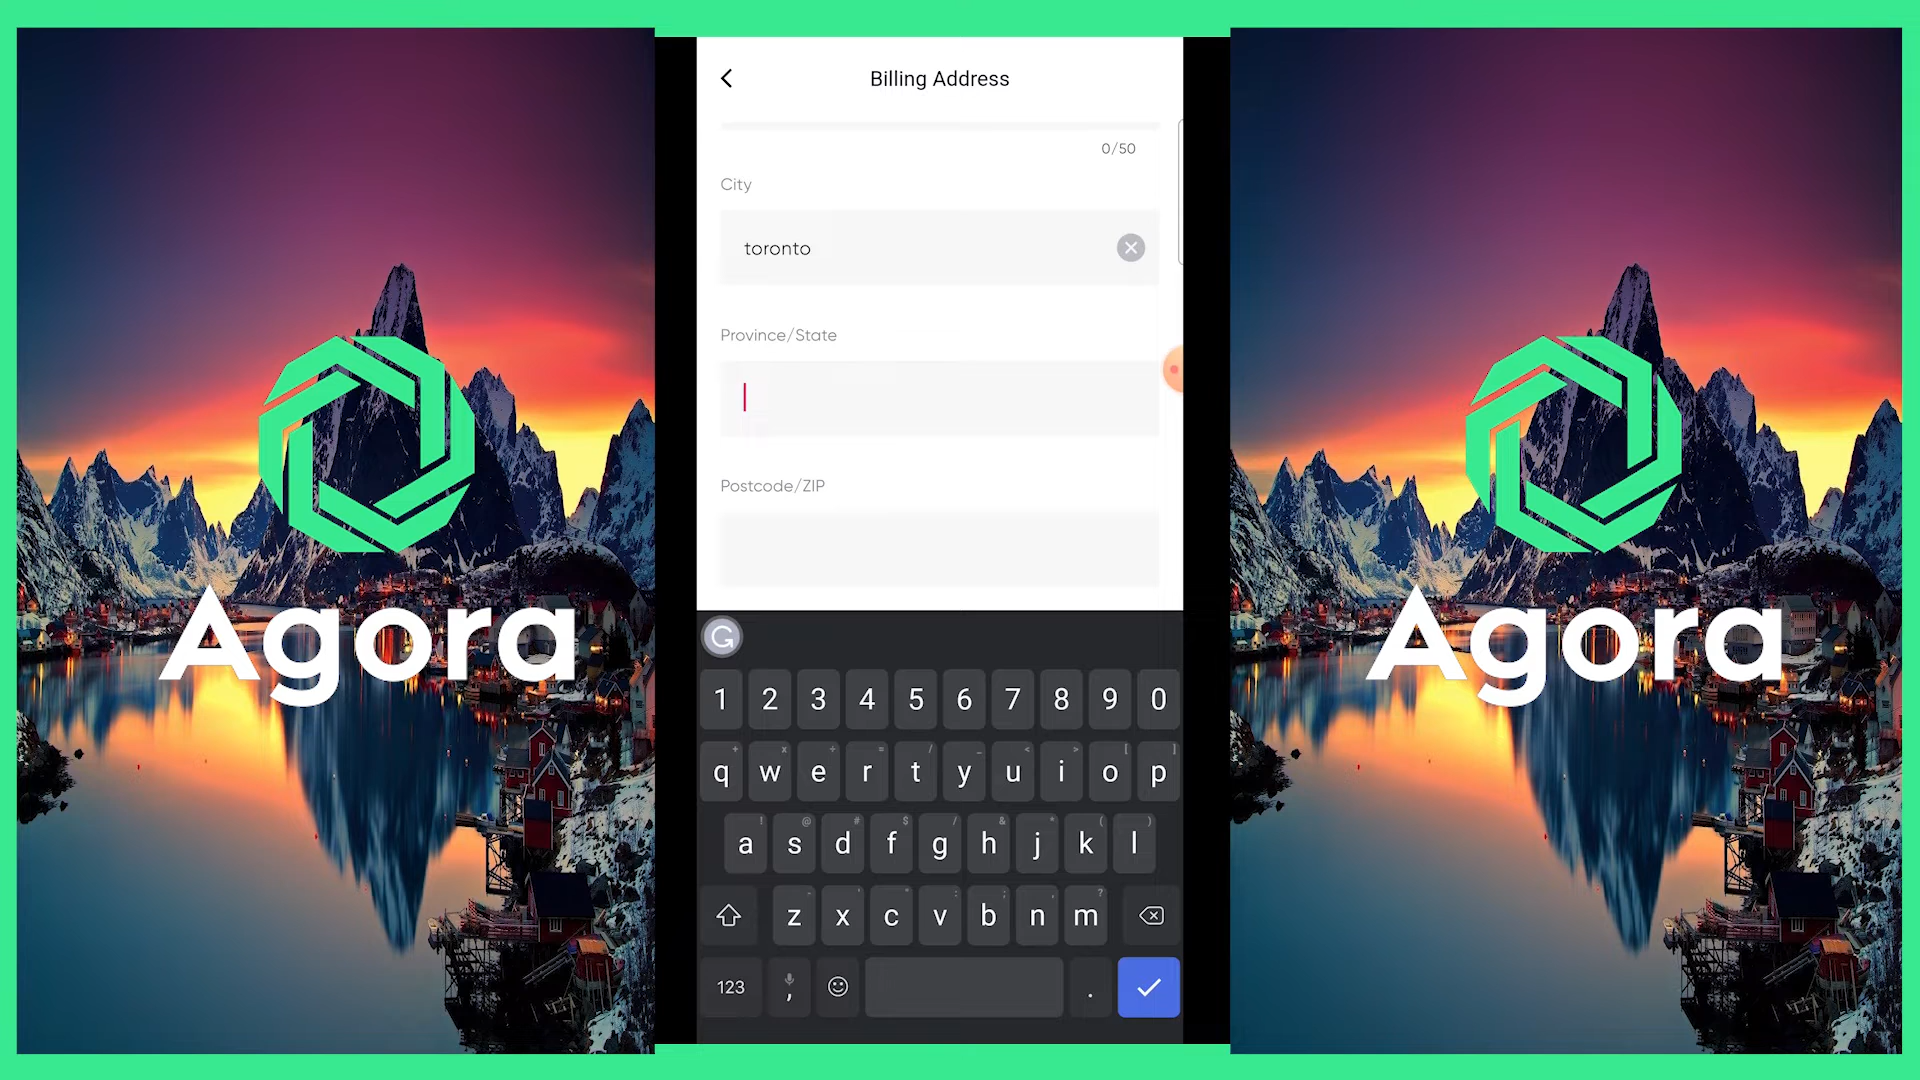 Billing Address
0/50
City
toronto
Province/State
Postcode/ZIP
1 2 3 4 5 6 7 8 9 0
q w e r t y u i o p
a s d f g h j k l
z x c v b n m
123 , .
Agora
Agora